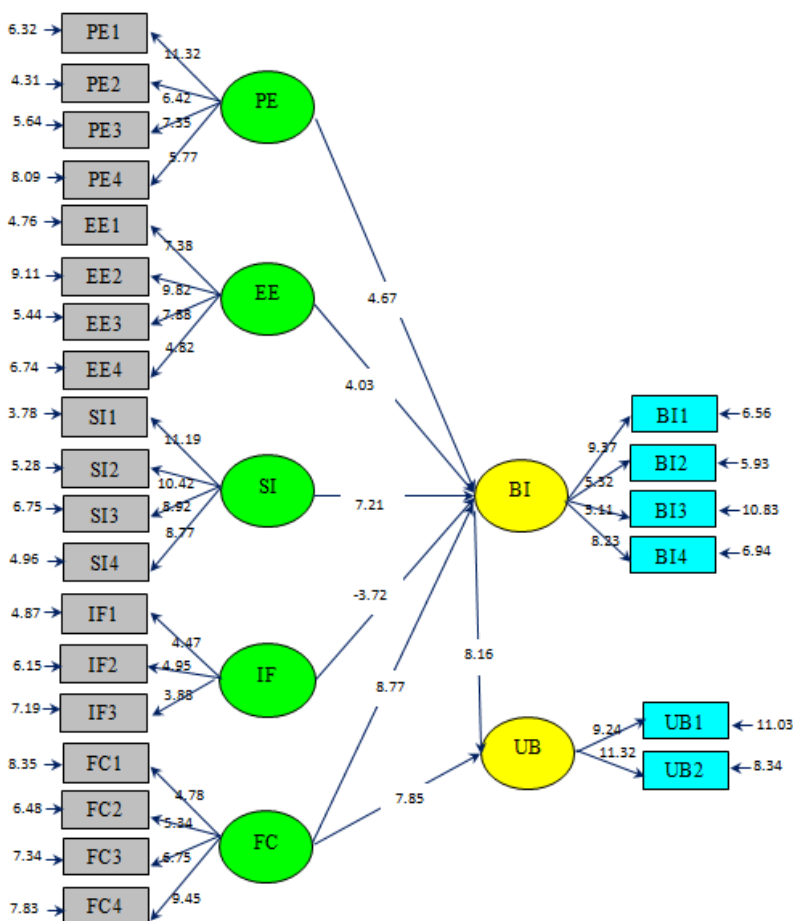 6.32 PE1
11.32
4.31 PE2
6.42
PE
5.64 PE3
7.35
5.77
8.09 PE4
4.76 EE1
7.38
9.11 EE2
9.82
EE
4.67
5.44 EE3
7.88
4.82
6.74 EE4
4.03
3.78 SI1
11.19
BI1 6.56
9.37
5.28 SI2
10.42
SI
BI2 5.93
5.32
6.75 SI3
8.92
7.21
BI
BI3 10.83
3.11
8.77
8.23
4.96 SI4
BI4 6.94
4.87 IF1
-3.72
4.47
6.15 IF2
4.95
IF
8.16
3.88
8.77
7.19 IF3
UB1 11.03
9.24
UB
11.32
8.35 FC1
UB2 8.34
4.78
7.85
6.48 FC2
5.34
FC
7.34 FC3
9.45
7.83 FC4